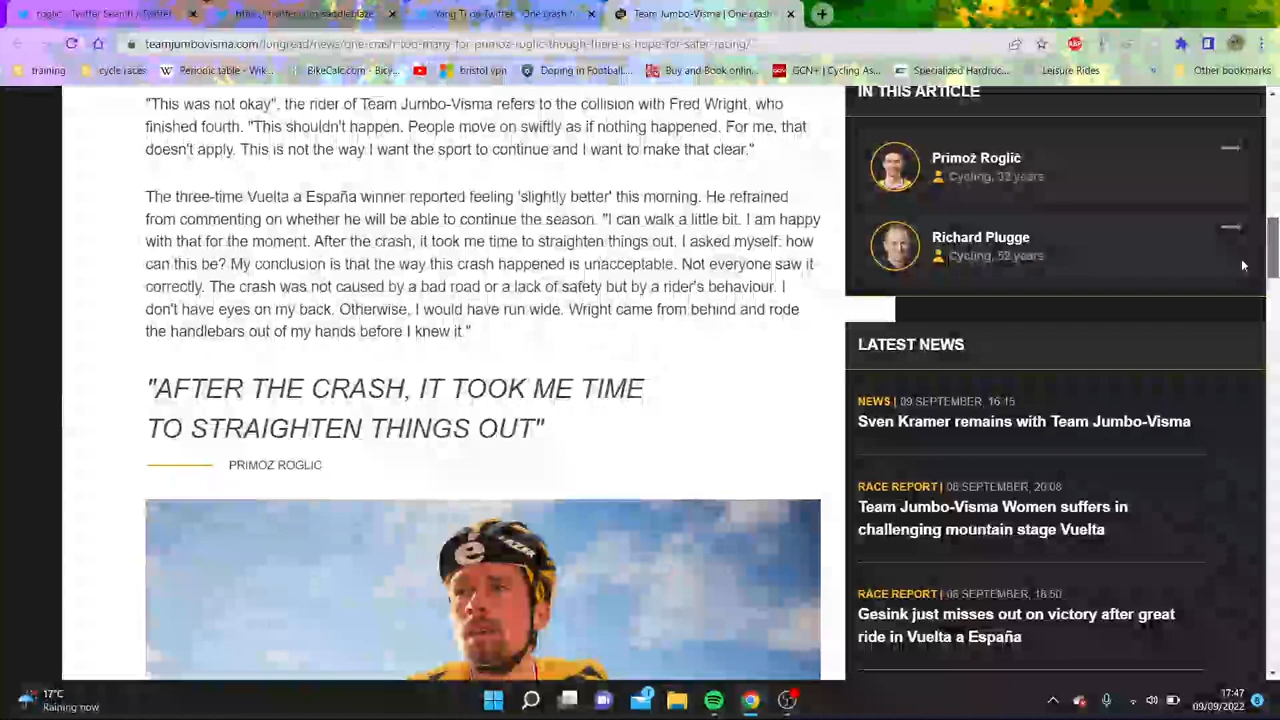 roglic - Twitter Search / Twitter
Yang Ti on Twitter
Team Jumbo-Visma | One crash
teamjumbovisma.com/longread/news/one-crash-too-many-for-primoz-roglic-though-there-is-hope-for-safer-racing/
ABP
training
cycle races
Periodic table - Wik...
BikeCalc.com - Bicy...
bristol vpn
Doping in Football....
Buy and Book onlin...
GCN+ | Cycling As...
Specialized Hardroc...
Leisure Rides
Other bookmarks
"This was not okay", the rider of Team Jumbo-Visma refers to the collision with Fred Wright, who
finished fourth. "This shouldn't happen. People move on swiftly as if nothing happened. For me, that
doesn't apply. This is not the way I want the sport to continue and I want to make that clear."
The three-time Vuelta a España winner reported feeling 'slightly better' this morning. He refrained
from commenting on whether he will be able to continue the season. "I can walk a little bit. I am happy
with that for the moment. After the crash, it took me time to straighten things out. I asked myself: how
can this be? My conclusion is that the way this crash happened is unacceptable. Not everyone saw it
correctly. The crash was not caused by a bad road or a lack of safety but by a rider's behaviour. I
don't have eyes on my back. Otherwise, I would have run wide. Wright came from behind and rode
the handlebars out of my hands before I knew it."
"AFTER THE CRASH, IT TOOK ME TIME
TO STRAIGHTEN THINGS OUT"
PRIMOZ ROGLIC
IN THIS ARTICLE
Primož Roglič
Cycling, 32 years
Richard Plugge
Cycling, 52 years
LATEST NEWS
NEWS | 09 SEPTEMBER, 16:15
Sven Kramer remains with Team Jumbo-Visma
RACE REPORT | 08 SEPTEMBER, 20:08
Team Jumbo-Visma Women suffers in
challenging mountain stage Vuelta
RACE REPORT | 08 SEPTEMBER, 18:50
Gesink just misses out on victory after great
ride in Vuelta a España
17°C
Raining now
17:47
09/09/2022